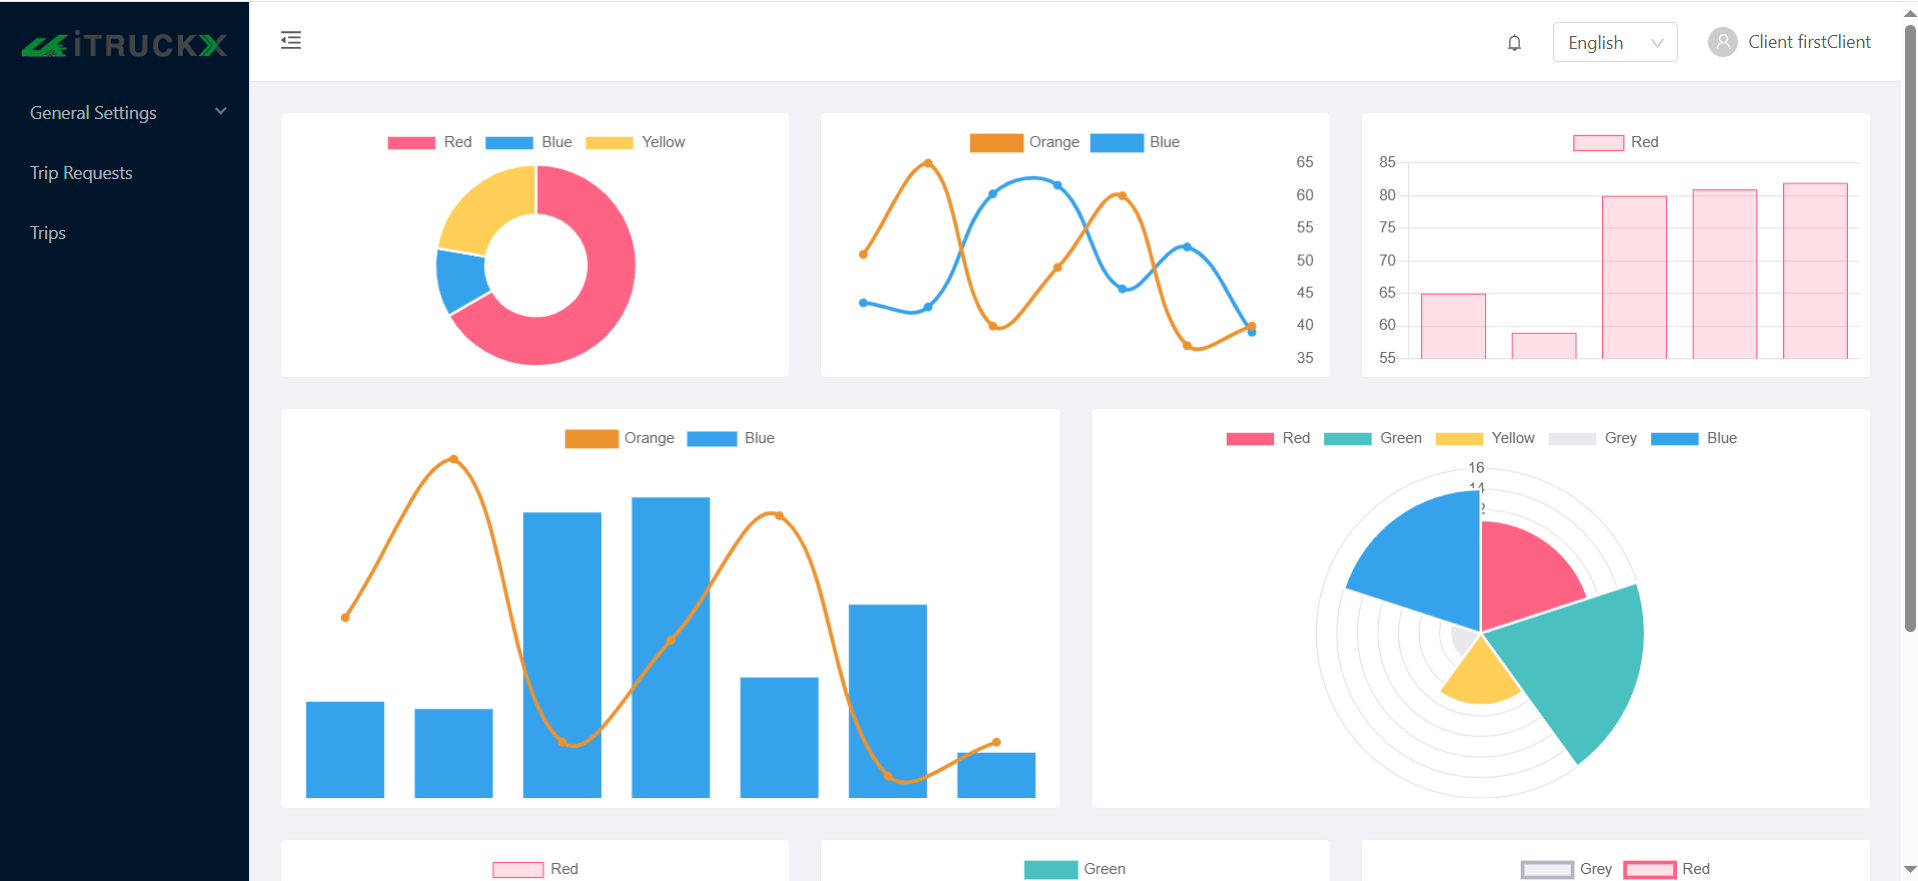 iTRUCKX
English
Client firstClient
General Settings
Trip Requests
Trips
Red Blue Yellow
Orange Blue
65
60
55
50
45
40
35
Red
85
80
75
70
65
60
55
Orange Blue
Red Green Yellow Grey Blue
16
14
2
Red
Green
Grey Red